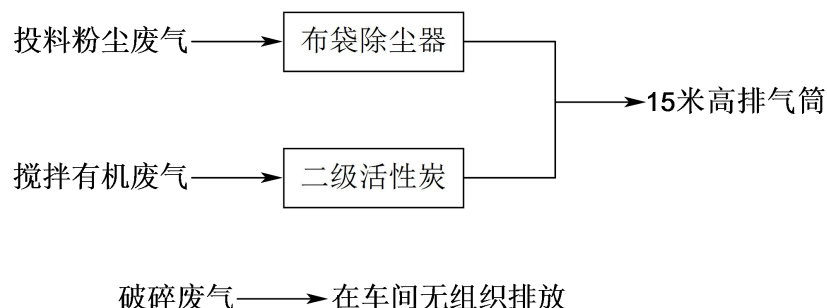 投料粉尘废气
布袋除尘器
15米高排气筒
搅拌有机废气
二级活性炭
破碎废气
在车间无组织排放